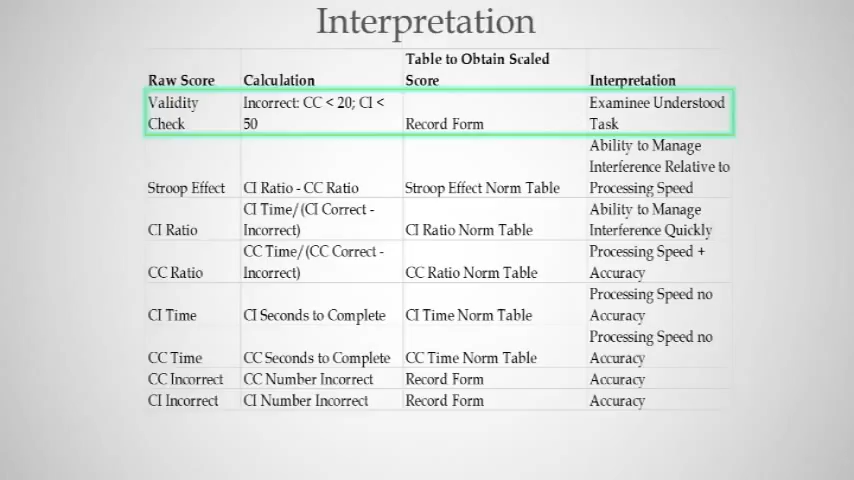 Interpretation
Raw Score Calculation Table to Obtain Scaled Score Interpretation
Validity Check Incorrect: CC < 20; CI < 50 Record Form Examinee Understood Task
Stroop Effect CI Ratio - CC Ratio Stroop Effect Norm Table Ability to Manage Interference Relative to Processing Speed
CI Ratio CI Time/(CI Correct - Incorrect) CI Ratio Norm Table Ability to Manage Interference Quickly
CC Ratio CC Time/(CC Correct - Incorrect) CC Ratio Norm Table Processing Speed + Accuracy
CI Time CI Seconds to Complete CI Time Norm Table Processing Speed no Accuracy
CC Time CC Seconds to Complete CC Time Norm Table Processing Speed no Accuracy
CC Incorrect CC Number Incorrect Record Form Accuracy
CI Incorrect CI Number Incorrect Record Form Accuracy